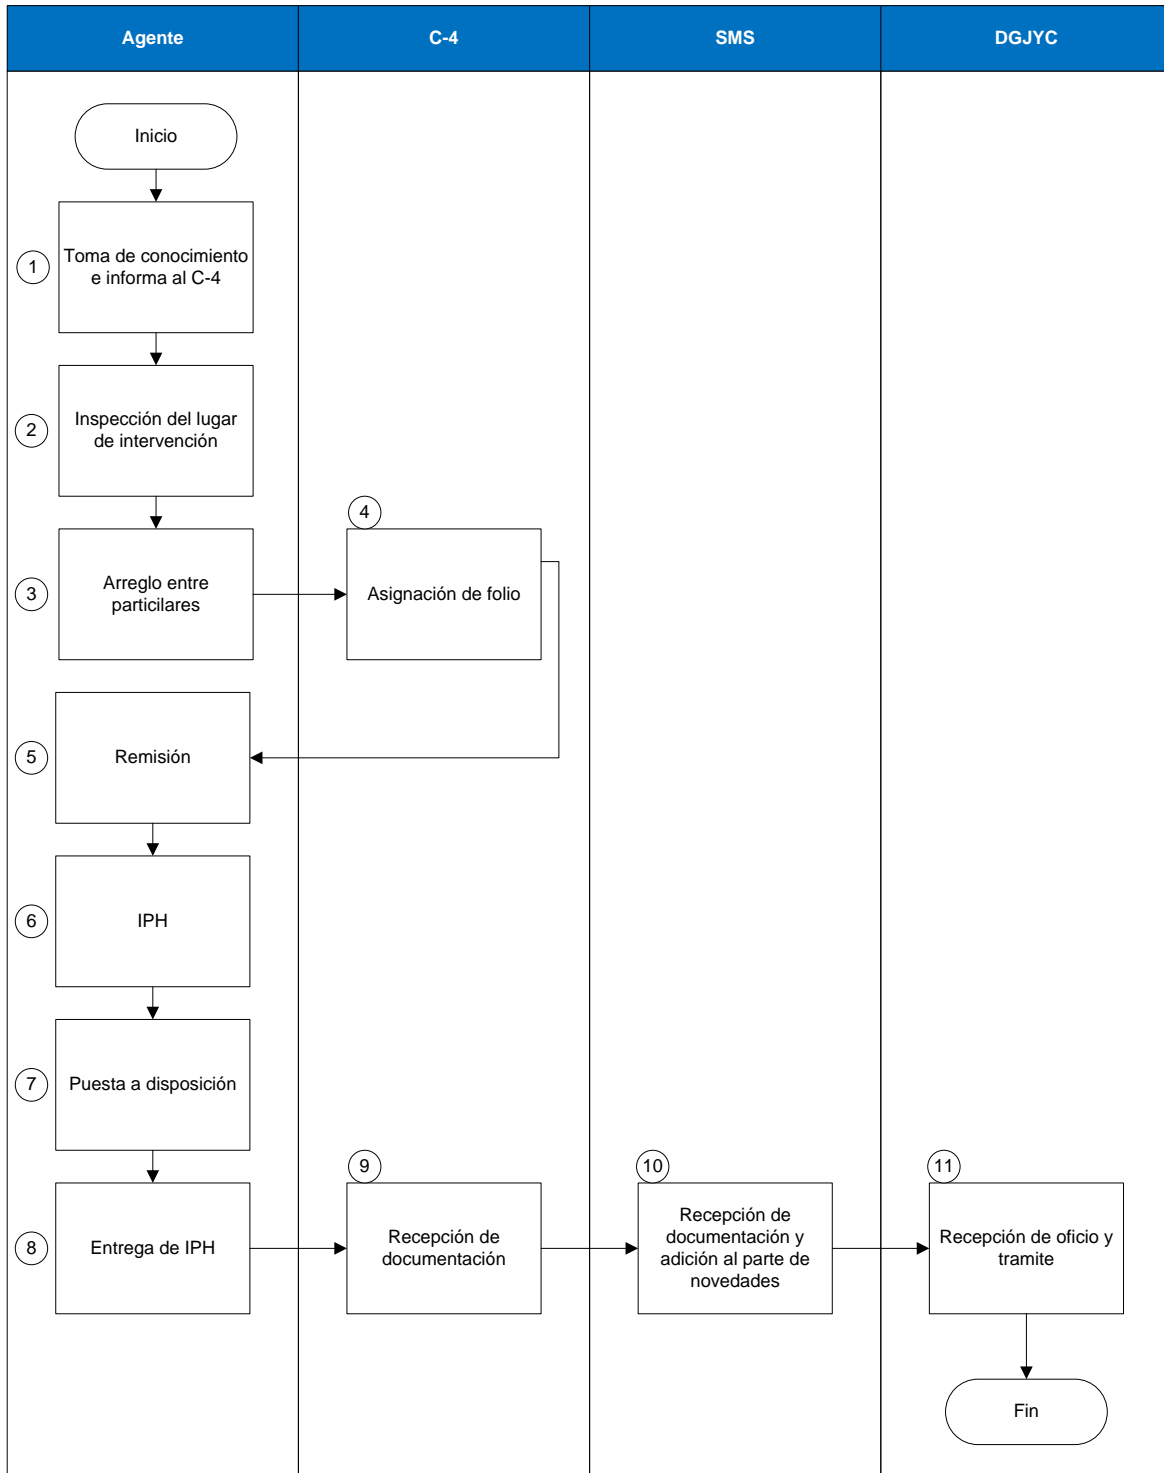 Agente
C-4
SMS
DGJYC
Inicio
1
Toma de conocimiento
e informa al C-4
2
Inspección del lugar
de intervención
3
Arreglo entre
particilares
4
Asignación de folio
5
Remisión
6
IPH
7
Puesta a disposición
8
Entrega de IPH
9
Recepción de
documentación
10
Recepción de
documentación y
adición al parte de
novedades
11
Recepción de oficio y
tramite
Fin